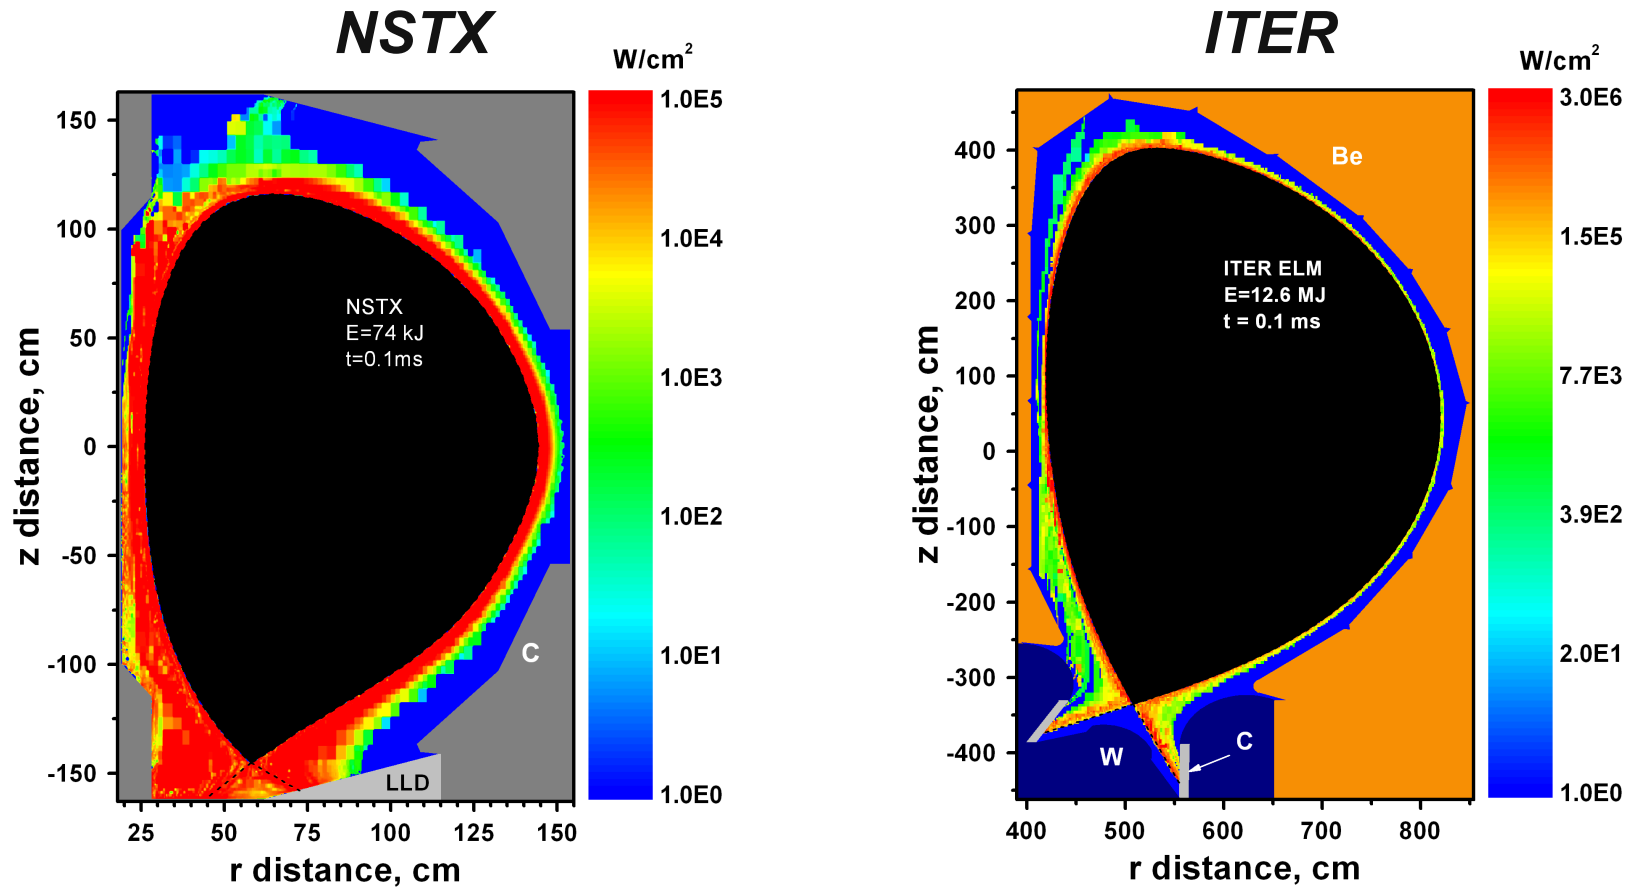 NSTX
W/cm2
1.0E5
1.0E4
1.0E3
1.0E2
1.0E1
1.0E0
150
100
50
0
-50
-100
-150
z distance, cm
25
50
75
100
125
150
r distance, cm
NSTX
E=74 kJ
t=0.1ms
C
LLD
ITER
W/cm2
3.0E6
1.5E5
7.7E3
3.9E2
2.0E1
1.0E0
400
300
200
100
0
-100
-200
-300
-400
z distance, cm
400
500
600
700
800
r distance, cm
Be
ITER ELM
E=12.6 MJ
t = 0.1 ms
W
C